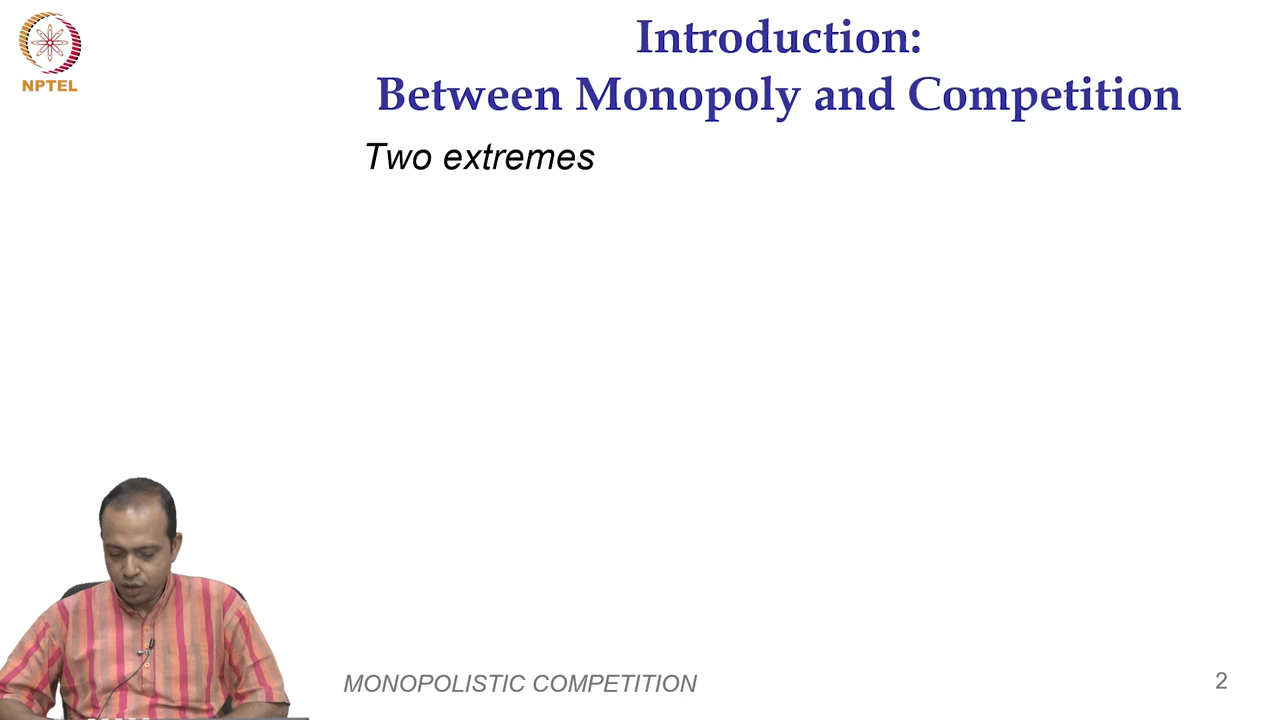 NPTEL
Introduction:
Between Monopoly and Competition
Two extremes
MONOPOLISTIC COMPETITION
2